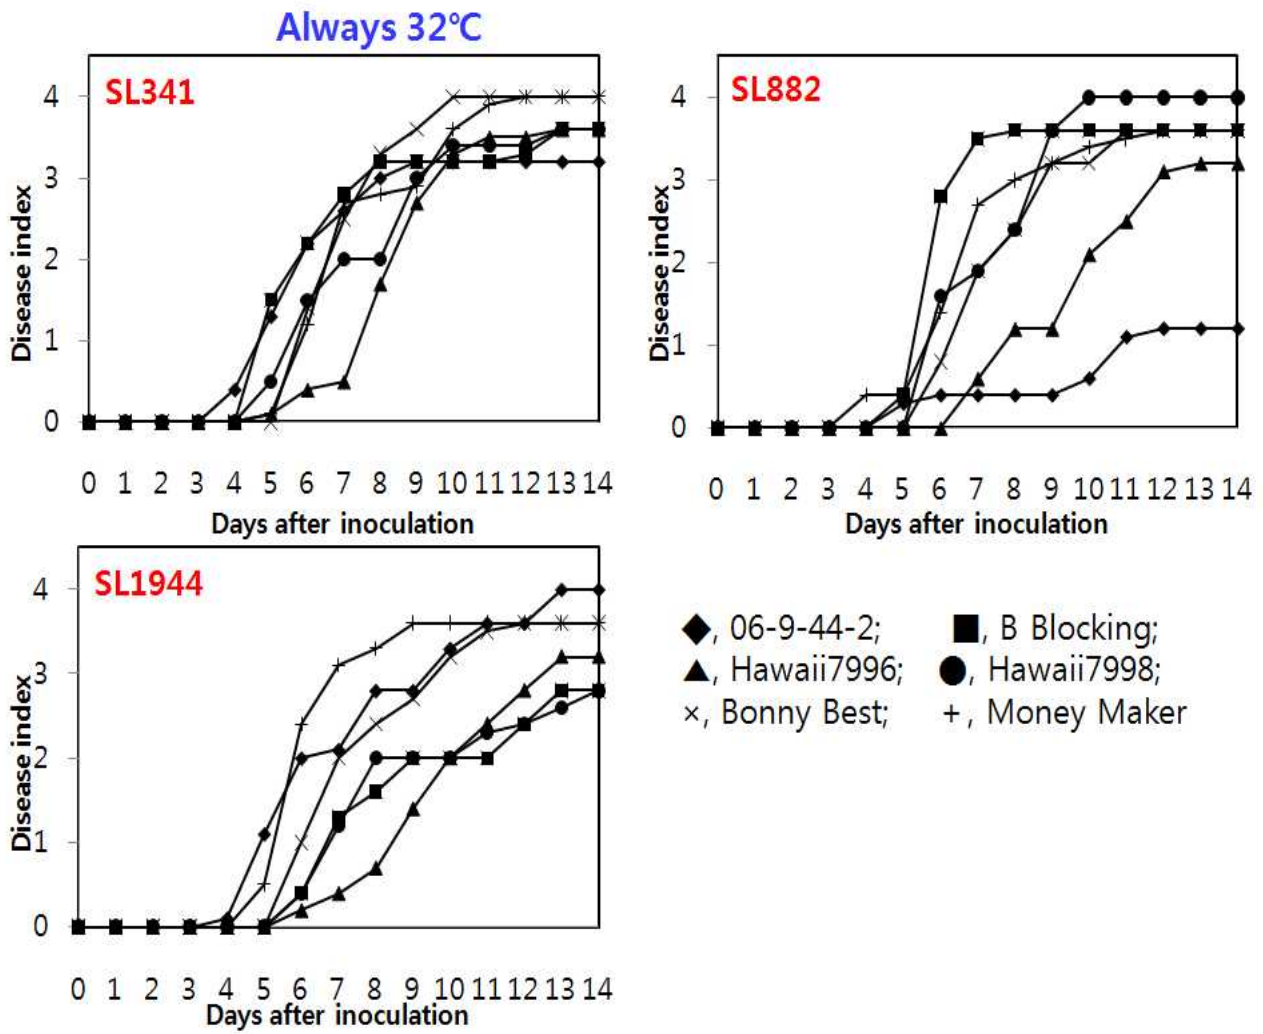 Always 32℃
SL341
4
3
2
1
0
Disease index
0 1 2 3 4 5 6 7 8 9 10 11 12 13 14
Days after inoculation
SL882
4
3
2
1
0
Disease index
0 1 2 3 4 5 6 7 8 9 10 11 12 13 14
Days after inoculation
SL1944
4
3
2
1
0
Disease index
0 1 2 3 4 5 6 7 8 9 10 11 12 13 14
Days after inoculation
◆, 06-9-44-2; ■, B Blocking;
▲, Hawaii7996; ●, Hawaii7998;
×, Bonny Best; +, Money Maker